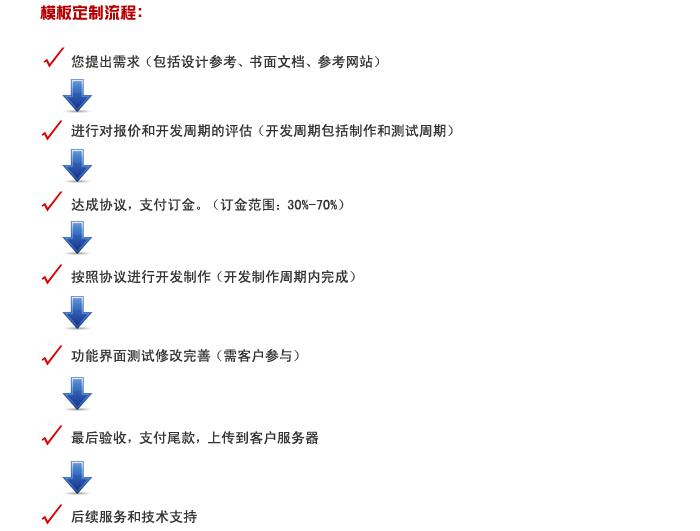 模板定制流程：
您提出需求（包括设计参考、书面文档、参考网站）
进行对报价和开发周期的评估（开发周期包括制作和测试周期）
达成协议，支付订金。（订金范围：30%-70%）
按照协议进行开发制作（开发制作周期内完成）
功能界面测试修改完善（需客户参与）
最后验收，支付尾款，上传到客户服务器
后续服务和技术支持